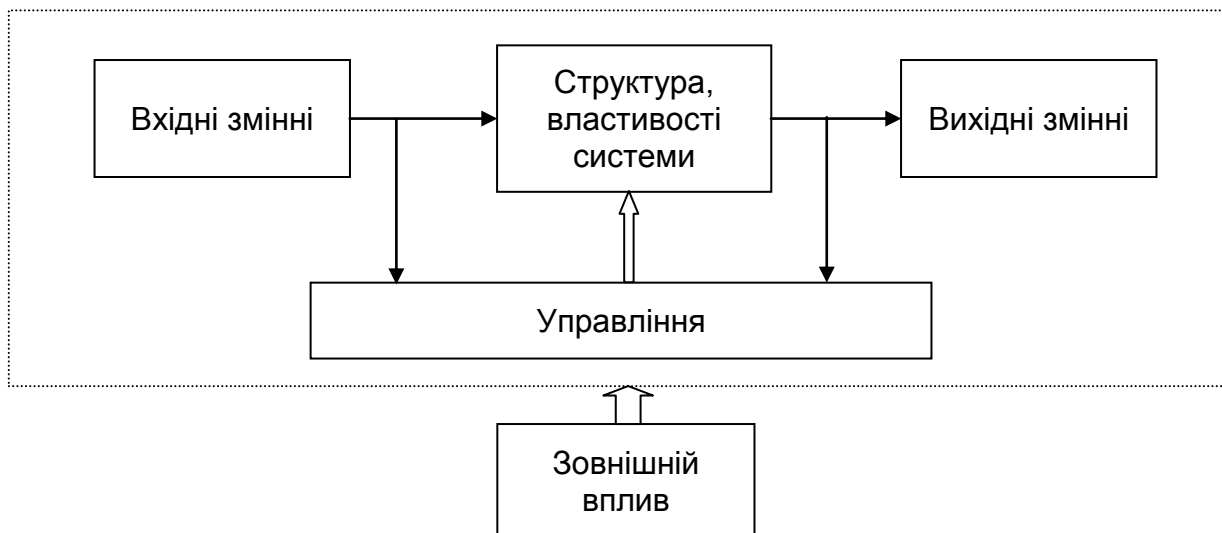 Вхідні змінні
Структура,
властивості
системи
Вихідні змінні
Управління
Зовнішній
вплив